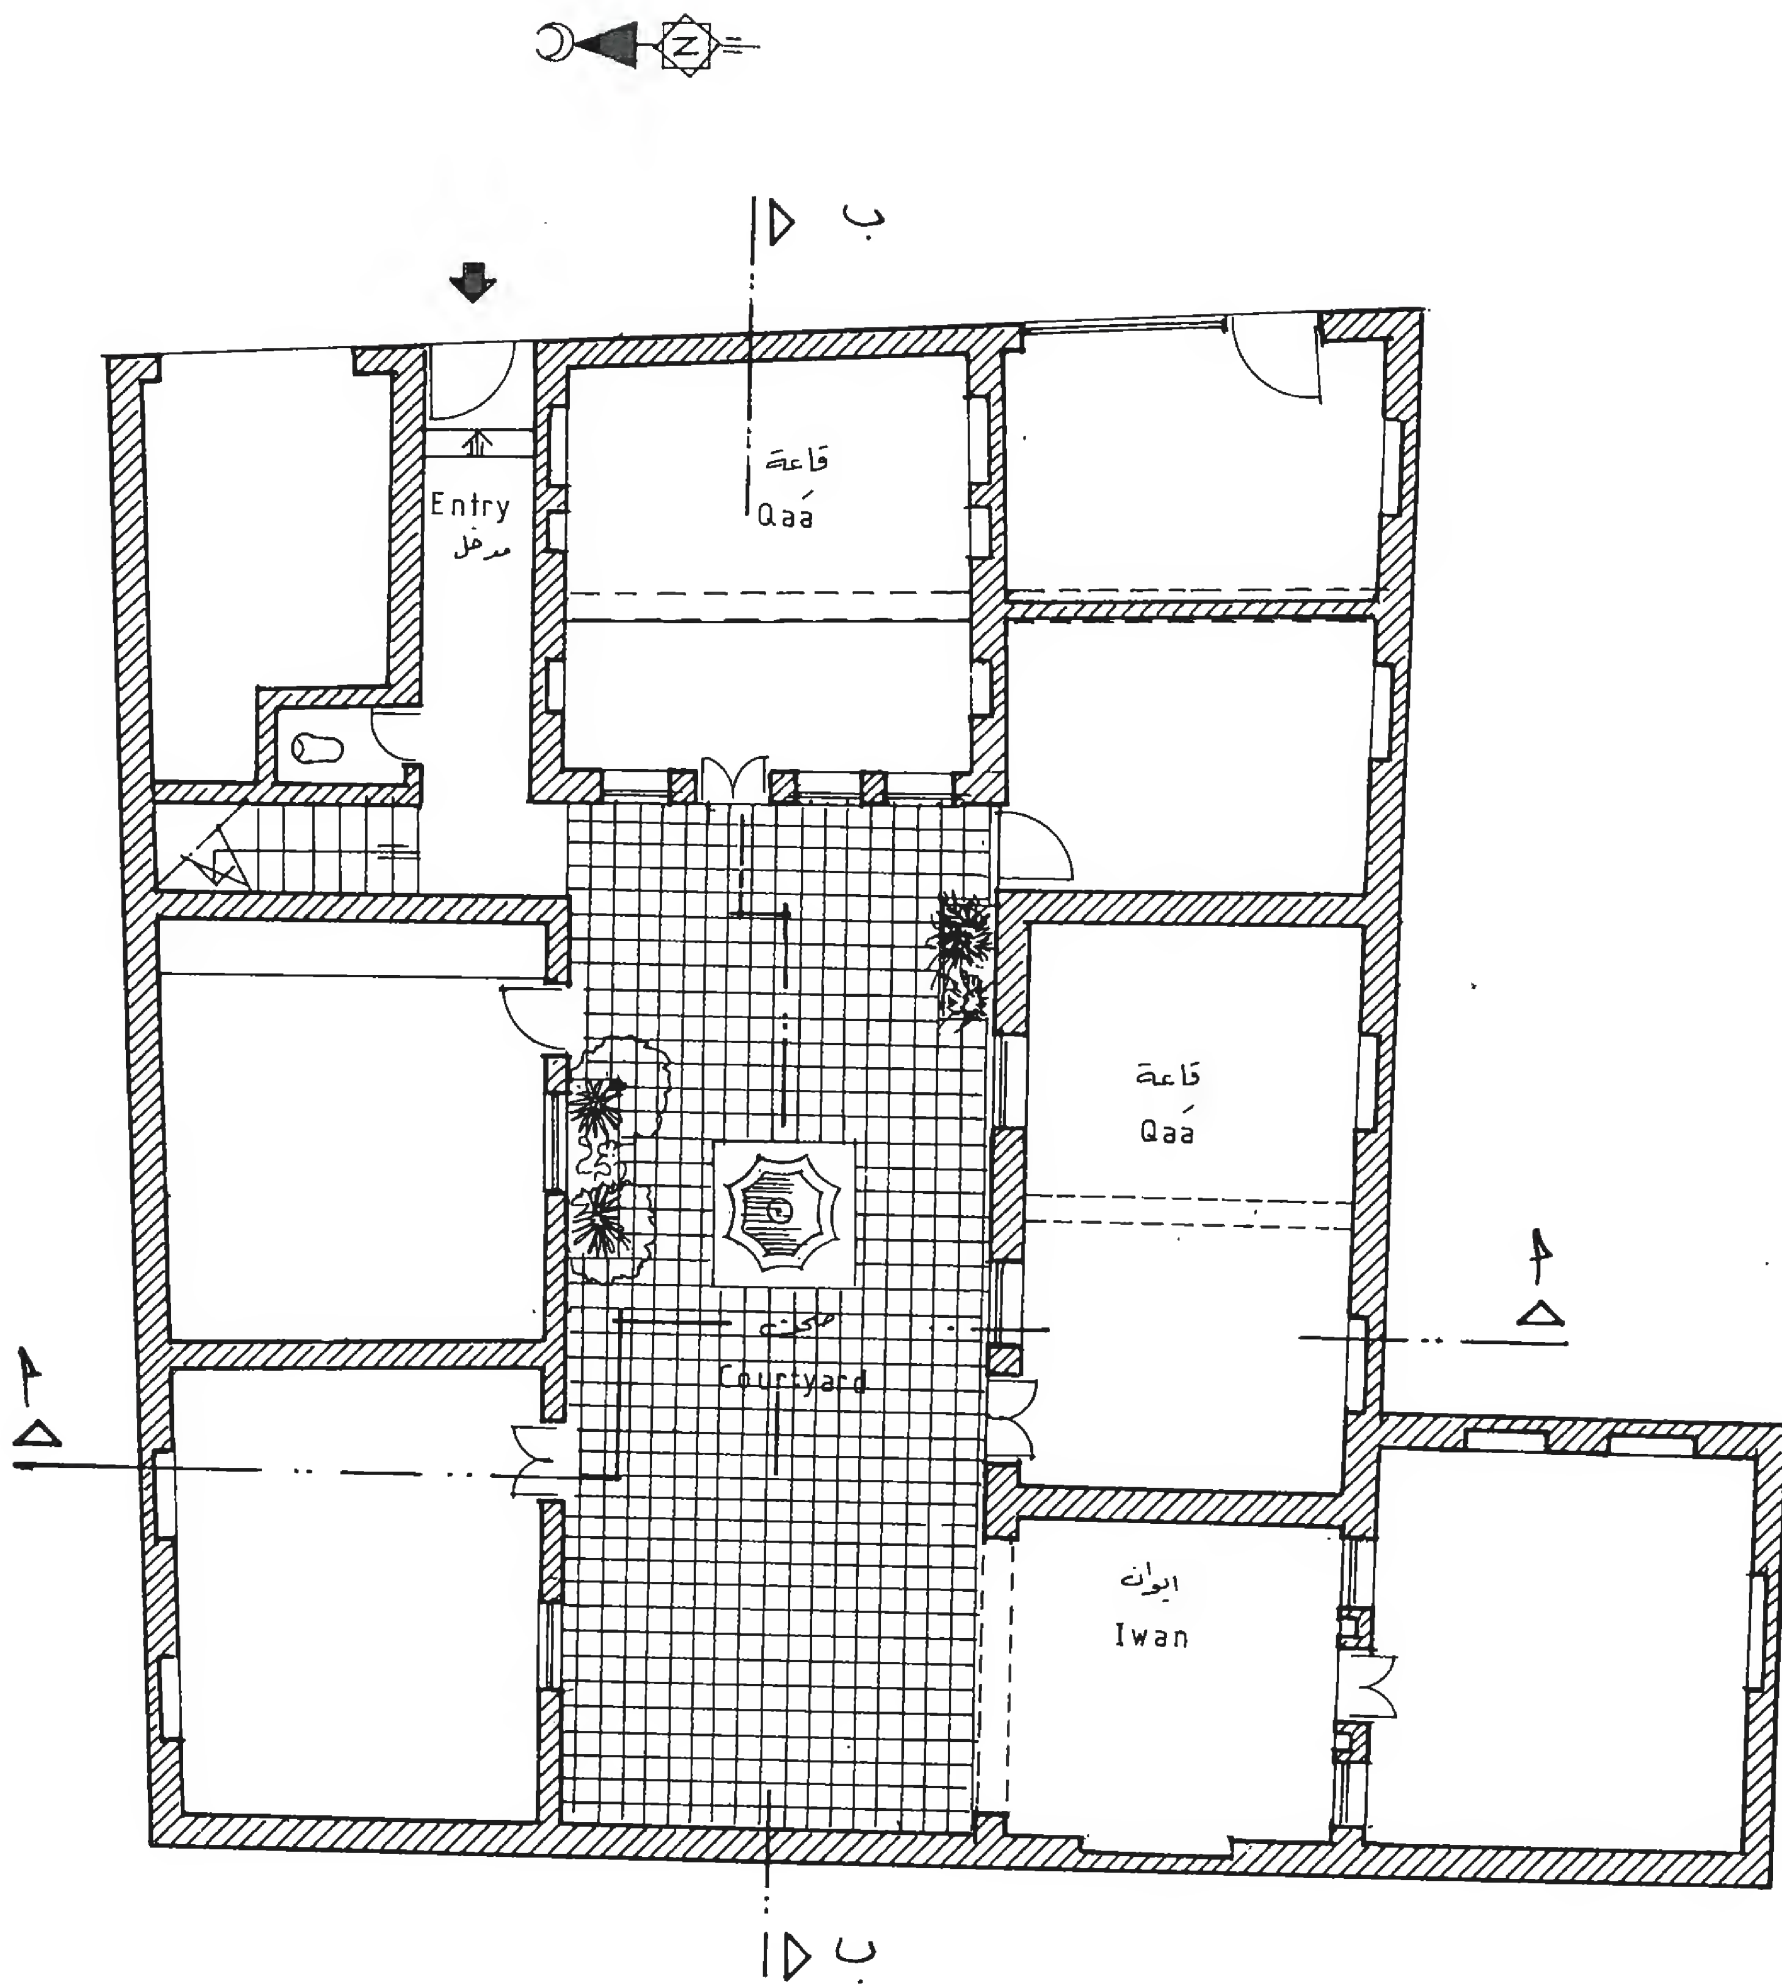 N
ب
قاعة
Qaá
Entry
مدخل
قاعة
Qaá
صحن
Courtyard
أ
أ
ايوان
Iwan
ب